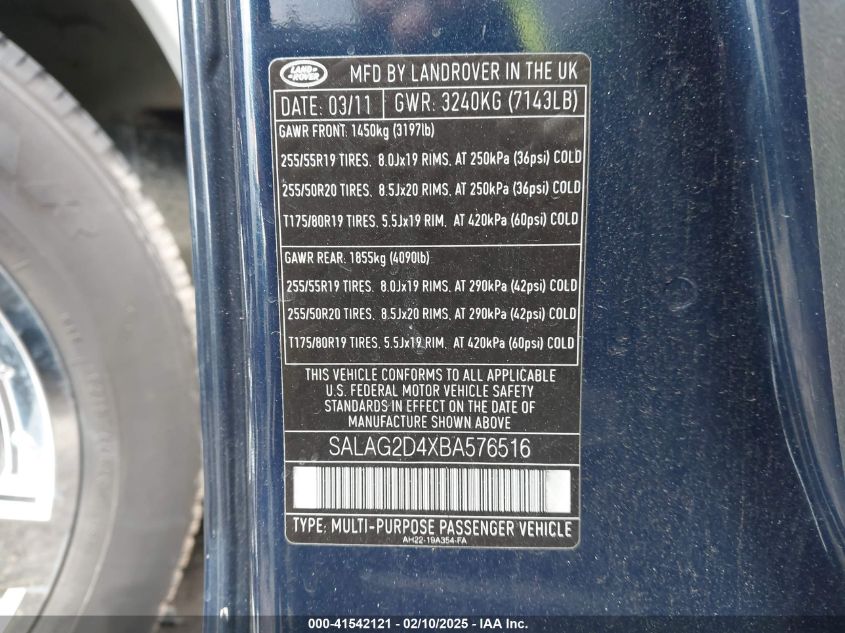 LAND
ROVER
MFD BY LANDROVER IN THE UK
DATE: 03/11 GWR: 3240KG (7143LB)
GAWR FRONT: 1450kg (3197lb)
255/55R19 TIRES. 8.0Jx19 RIMS. AT 250kPa (36psi) COLD
255/50R20 TIRES. 8.5Jx20 RIMS. AT 250kPa (36psi) COLD
T175/80R19 TIRES. 5.5Jx19 RIM. AT 420kPa (60psi) COLD
GAWR REAR: 1855kg (4090lb)
255/55R19 TIRES. 8.0Jx19 RIMS. AT 290kPa (42psi) COLD
255/50R20 TIRES. 8.5Jx20 RIMS. AT 290kPa (42psi) COLD
T175/80R19 TIRES. 5.5Jx19 RIM. AT 420kPa (60psi) COLD
THIS VEHICLE CONFORMS TO ALL APPLICABLE
U.S. FEDERAL MOTOR VEHICLE SAFETY
STANDARDS IN EFFECT ON THE DATE OF
MANUFACTURE SHOWN ABOVE
SALAG2D4XBA576516
TYPE: MULTI-PURPOSE PASSENGER VEHICLE
AH22-19A354-FA
000-41542121 - 02/10/2025 - IAA Inc.